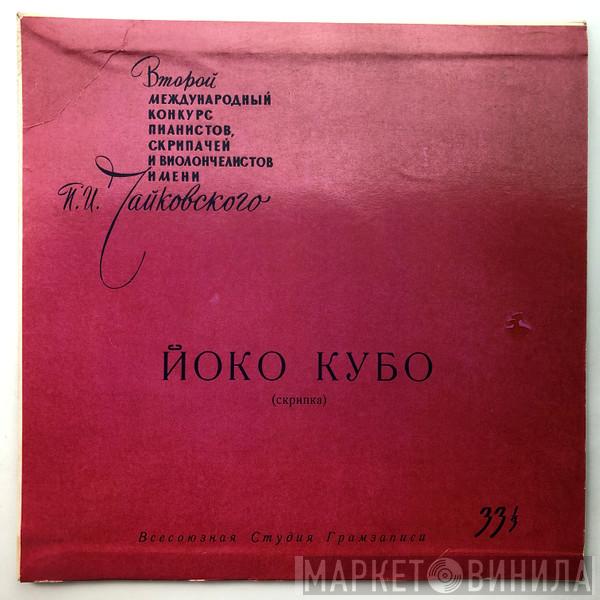 Второй
МЕЖДУНАРОДНЫЙ
КОНКУРС
ПИАНИСТОВ,
СКРИПАЧЕЙ
И ВИОЛОНЧЕЛИСТОВ
ИМЕНИ
П. И. Чайковского
ЙОКО КУБО
(скрипка)
Всесоюзная Студия Грамзаписи
33⅓
МАРКЕТ ВИНИЛА